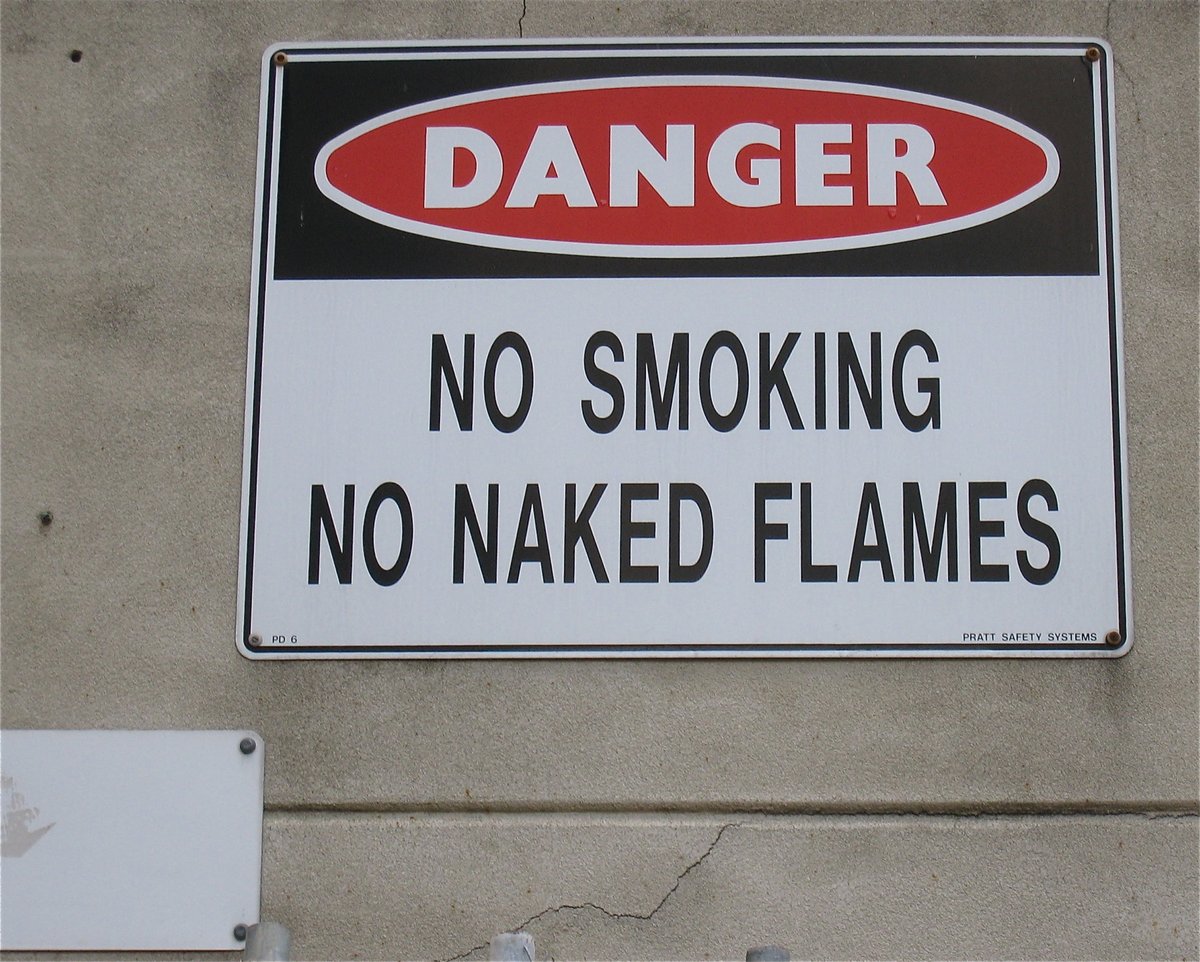 DANGER
NO SMOKING
NO NAKED FLAMES
PD 6
PRATT SAFETY SYSTEMS